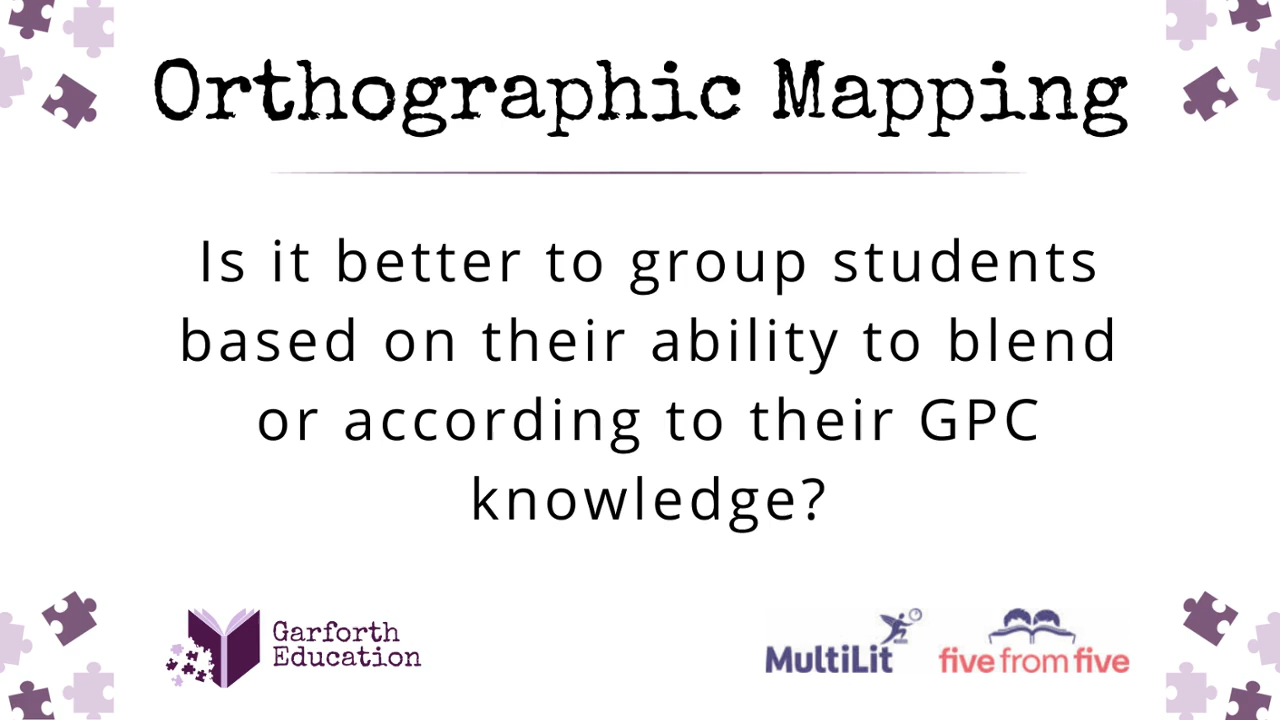 Orthographic Mapping
Is it better to group students
based on their ability to blend
or according to their GPC
knowledge?
Garforth
Education
MultiLit
five from five